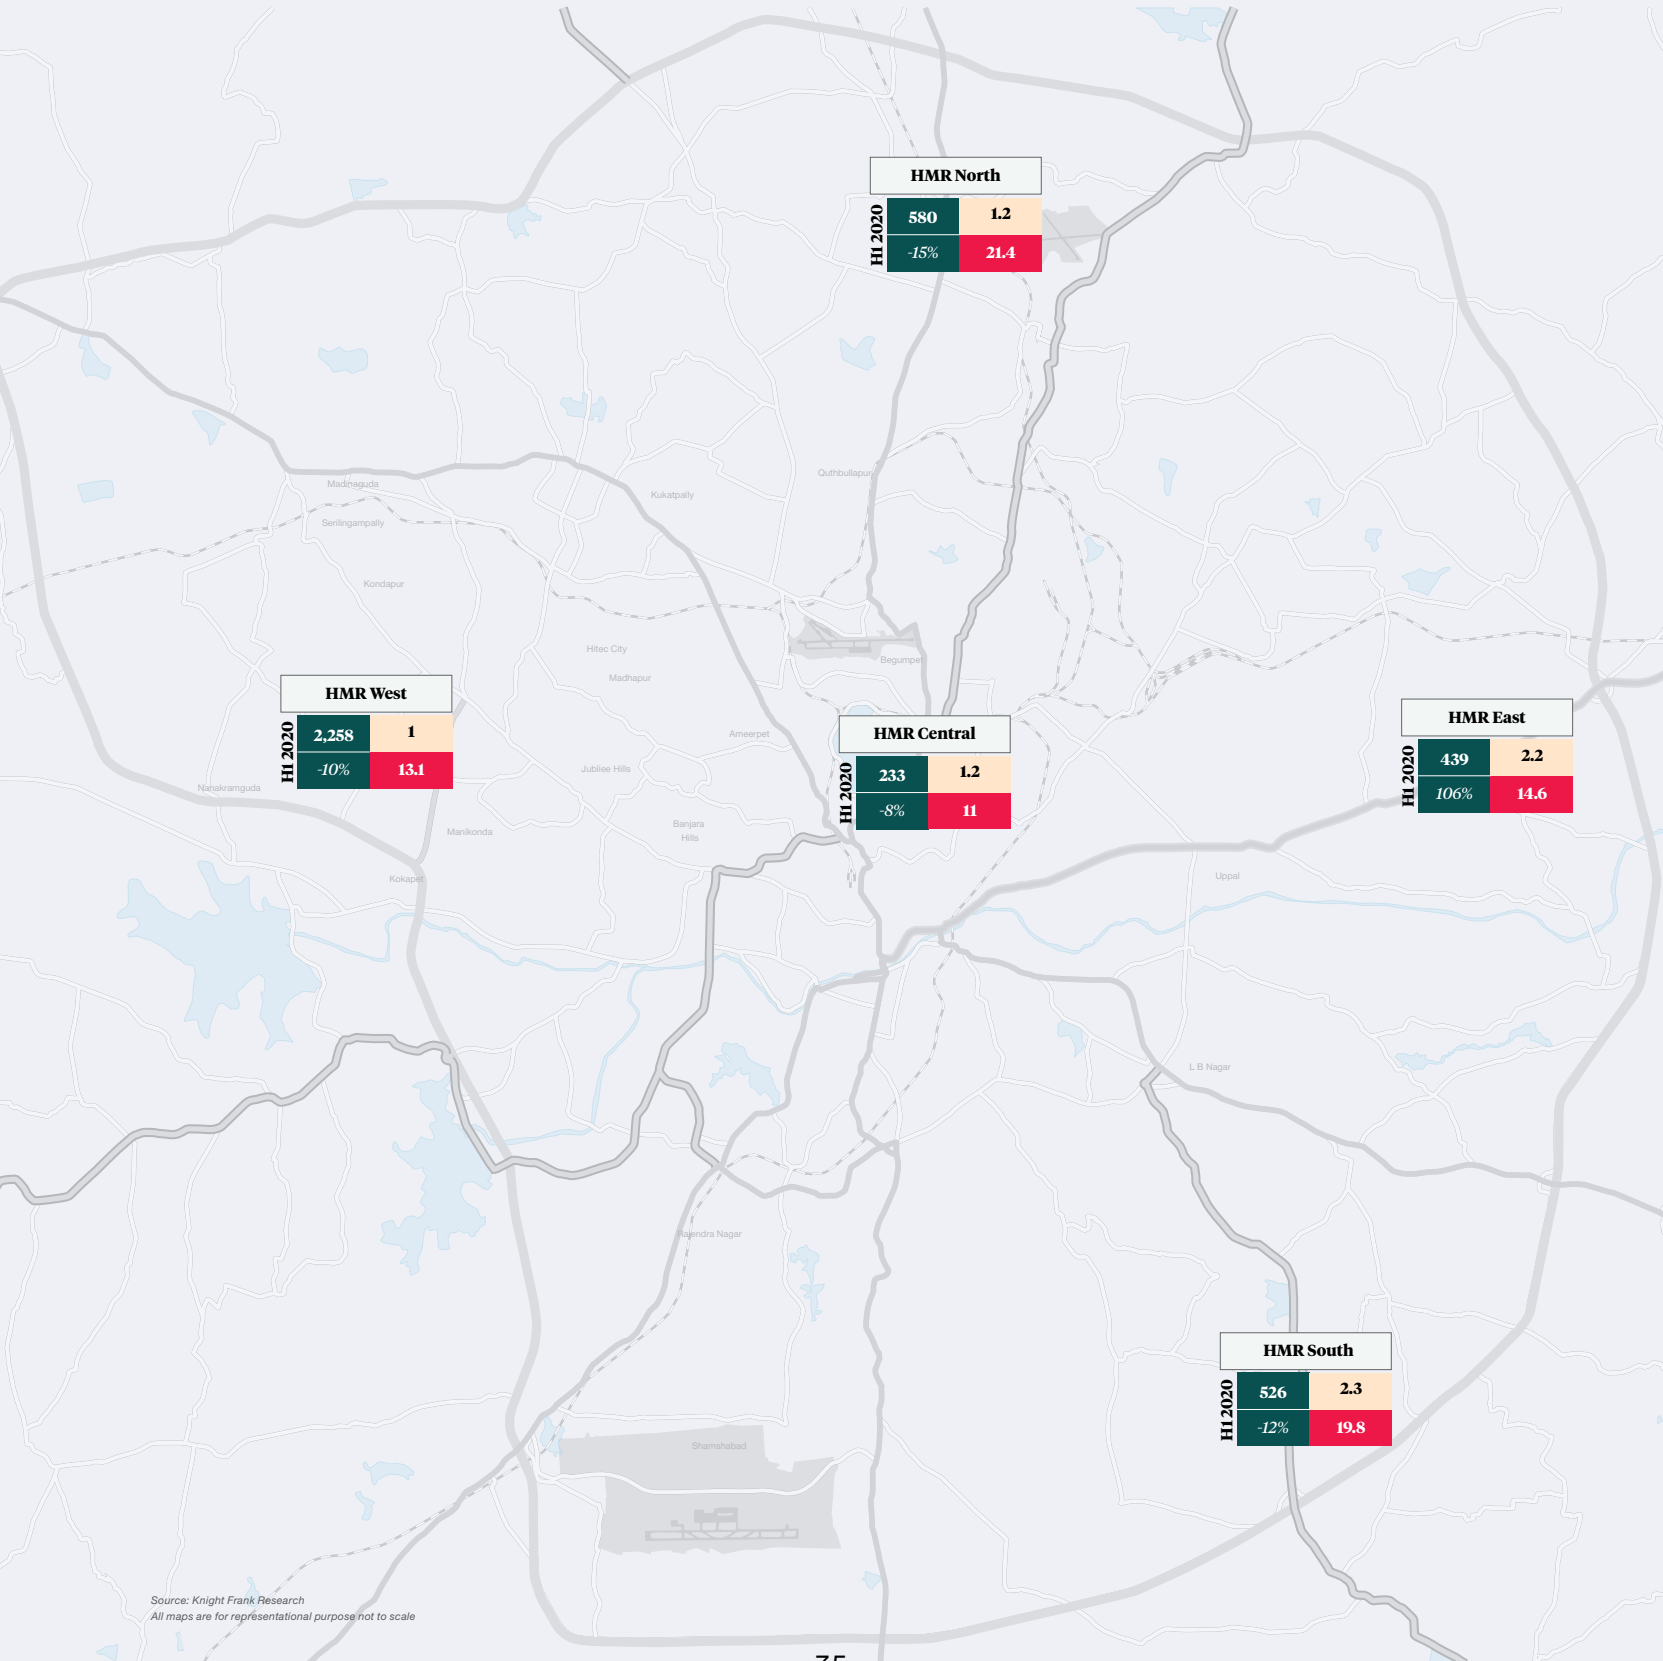 HMR North
H1 2020
580 1.2
-15% 21.4
Quthbullapur
Madinaguda
Kukatpally
Serilingampally
Kondapur
Hitec City
Begumpet
Madhapur
HMR West
H1 2020
2,258 1
-10% 13.1
HMR Central
H1 2020
233 1.2
-8% 11
HMR East
H1 2020
439 2.2
106% 14.6
Ameerpet
Jubliee Hills
Nanakramguda
Banjara
Hills
Manikonda
Kokapet
Uppal
L B Nagar
Rajendra Nagar
HMR South
H1 2020
526 2.3
-12% 19.8
Shamshabad
Source: Knight Frank Research
All maps are for representational purpose not to scale